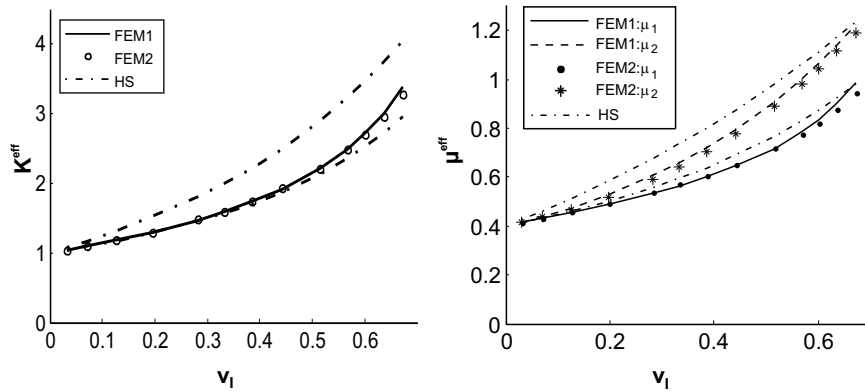 FEM1
FEM2
HS
4
3
2
1
0
K^eff
0 0.1 0.2 0.3 0.4 0.5 0.6
v_I
FEM1:μ_1
FEM1:μ_2
FEM2:μ_1
FEM2:μ_2
HS
1.2
1
0.8
0.6
0.4
0.2
0
μ^eff
0 0.2 0.4 0.6
v_I